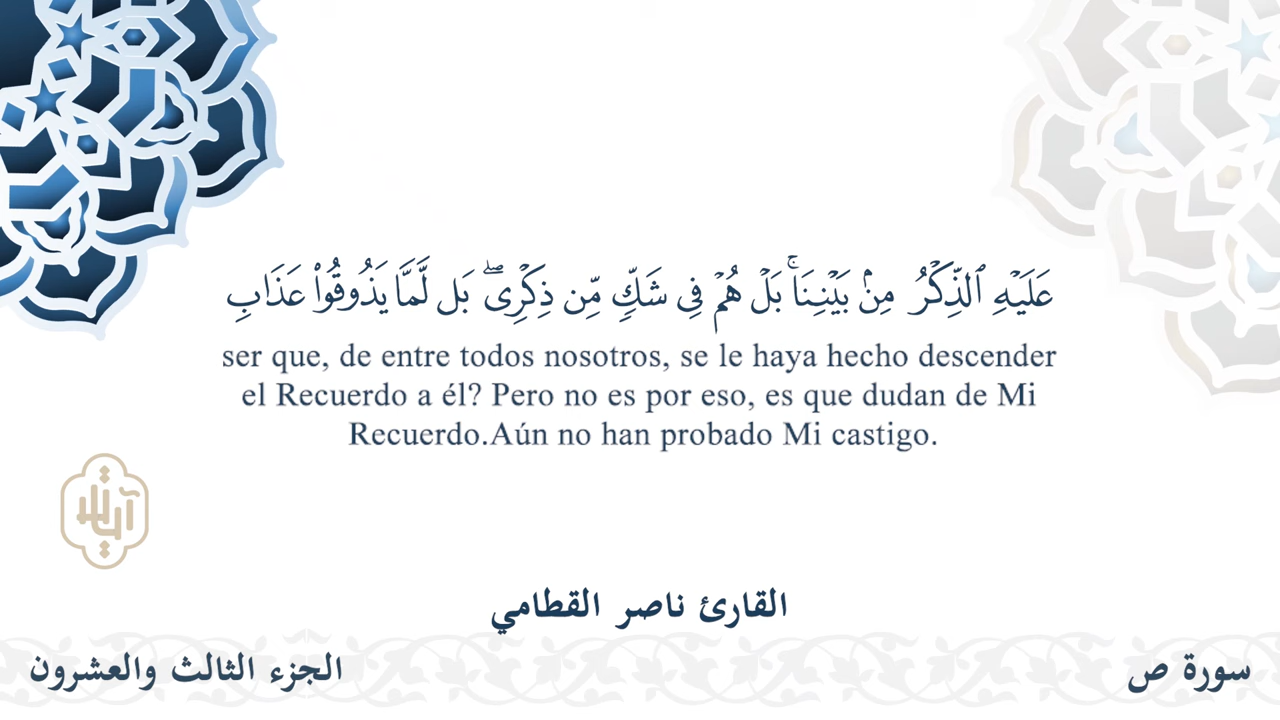 عَلَيْهِ ٱلذِّكْرُ مِنۢ بَيْنِنَاۚ بَلْ هُمْ فِى شَكٍّ مِّن ذِكْرِىۖ بَل لَّمَّا يَذُوقُوا۟ عَذَابِ
ser que, de entre todos nosotros, se le haya hecho descender
el Recuerdo a él? Pero no es por eso, es que dudan de Mi
Recuerdo.Aún no han probado Mi castigo.
القارئ ناصر القطامي
سورة ص
الجزء الثالث والعشرون